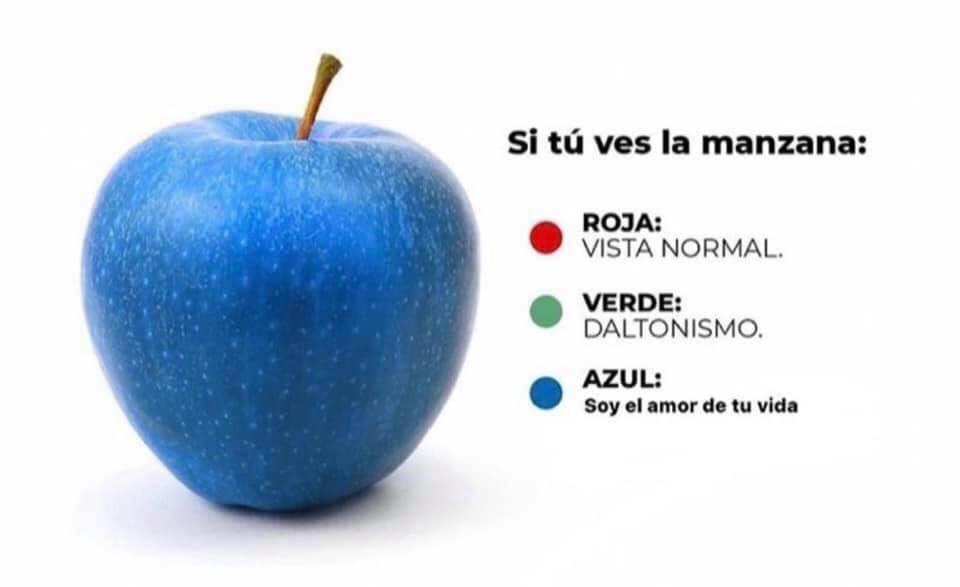 Si tú ves la manzana:
ROJA:
VISTA NORMAL.
VERDE:
DALTONISMO.
AZUL:
Soy el amor de tu vida